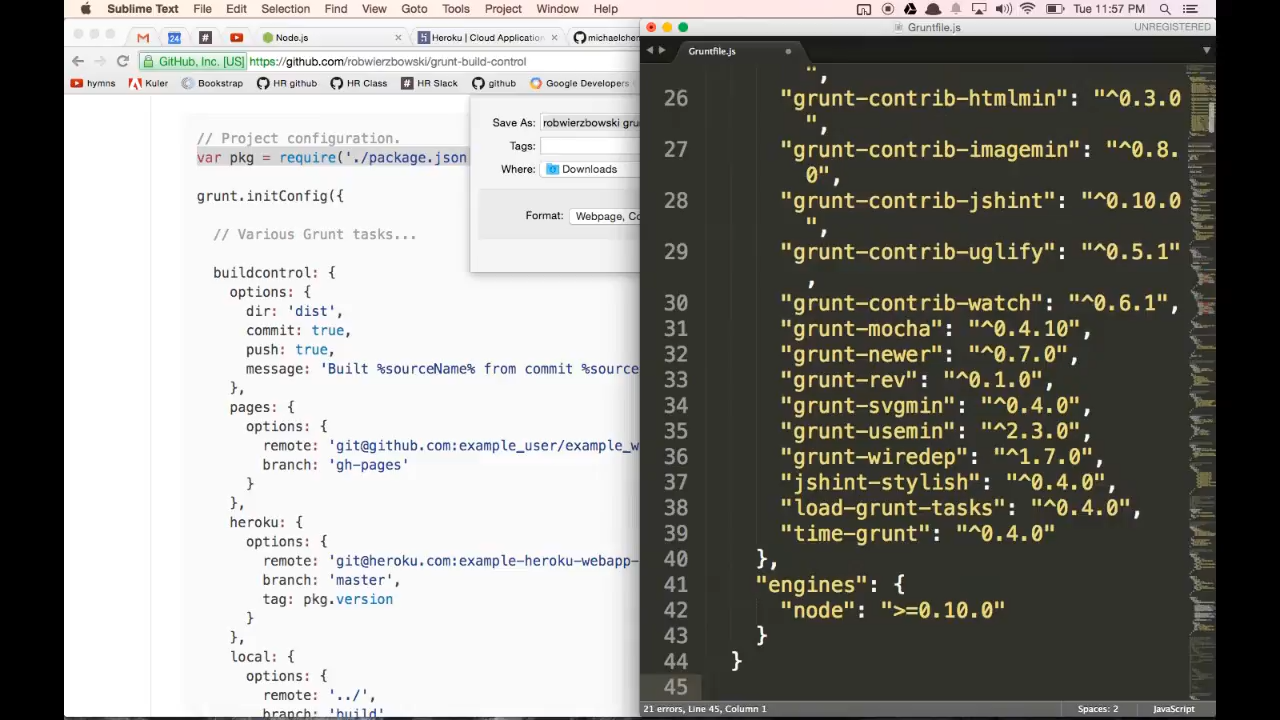 Sublime Text File Edit Selection Find View Goto Tools Project Window Help Tue 11:57 PM
Node.js × Heroku | Cloud Application × michaelchen
GitHub, Inc. [US] https://github.com/robwierzbowski/grunt-build-control
hymns Kuler Bootstrap HR github HR Class HR Slack Github Google Developers
// Project configuration.
var pkg = require('./package.json
grunt.initConfig({
// Various Grunt tasks...
buildcontrol: {
options: {
dir: 'dist',
commit: true,
push: true,
message: 'Built %sourceName% from commit %source
},
pages: {
options: {
remote: 'git@github.com:example_user/example_w
branch: 'gh-pages'
}
},
heroku: {
options: {
remote: 'git@heroku.com:example-heroku-webapp-
branch: 'master',
tag: pkg.version
}
},
local: {
options: {
remote: '../',
branch: 'build'
As: robwierzbowski gru
Tags:
Where: Downloads
Format: Webpage, Co
Gruntfile.js UNREGISTERED
Gruntfile.js
",
26 "grunt-contrib-htmlmin": "^0.3.0
",
27 "grunt-contrib-imagemin": "^0.8.
0",
28 "grunt-contrib-jshint": "^0.10.0
",
29 "grunt-contrib-uglify": "^0.5.1"
,
30 "grunt-contrib-watch": "^0.6.1",
31 "grunt-mocha": "^0.4.10",
32 "grunt-newer": "^0.7.0",
33 "grunt-rev": "^0.1.0",
34 "grunt-svgmin": "^0.4.0",
35 "grunt-usemin": "^2.3.0",
36 "grunt-wiredep": "^1.7.0",
37 "jshint-stylish": "^0.4.0",
38 "load-grunt-tasks": "^0.4.0",
39 "time-grunt": "^0.4.0"
40 },
41 "engines": {
42 "node": ">=0.10.0"
43 }
44 }
45
21 errors, Line 45, Column 1 Spaces: 2 JavaScript